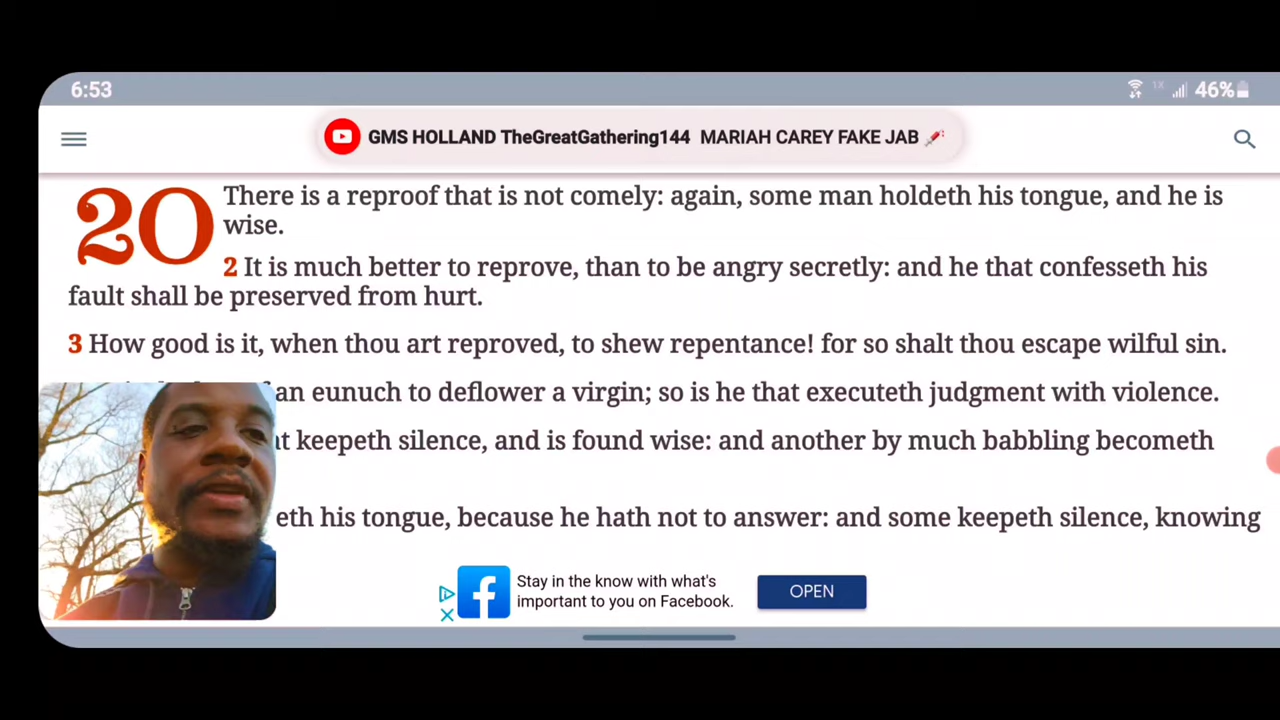 6:53
1X
46%
GMS HOLLAND TheGreatGathering144 MARIAH CAREY FAKE JAB
20 There is a reproof that is not comely: again, some man holdeth his tongue, and he is
wise.
2 It is much better to reprove, than to be angry secretly: and he that confesseth his
fault shall be preserved from hurt.
3 How good is it, when thou art reproved, to shew repentance! for so shalt thou escape wilful sin.
an eunuch to deflower a virgin; so is he that executeth judgment with violence.
keepeth silence, and is found wise: and another by much babbling becometh
eth his tongue, because he hath not to answer: and some keepeth silence, knowing
Stay in the know with what's
important to you on Facebook.
OPEN